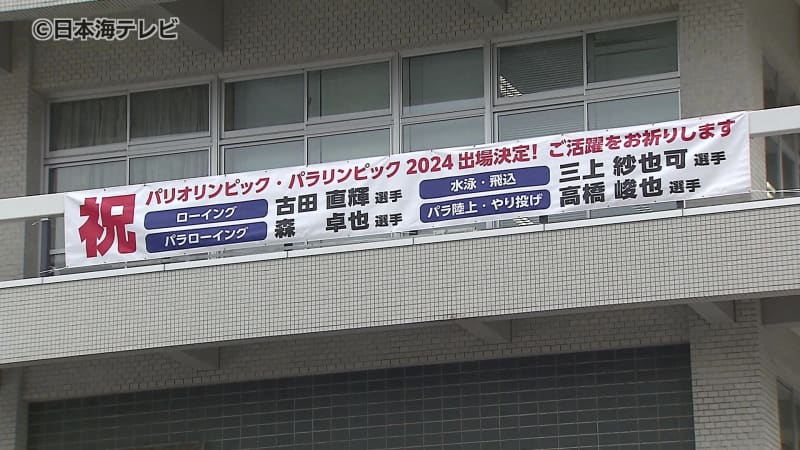 ©日本海テレビ
祝
パリオリンピック・パラリンピック 2024 出場決定！ ご活躍をお祈りします
ローイング 古田 直輝 選手
パラローイング 森 卓也 選手
水泳・飛込 三上 紗也可 選手
パラ陸上・やり投げ 高橋 峻也 選手